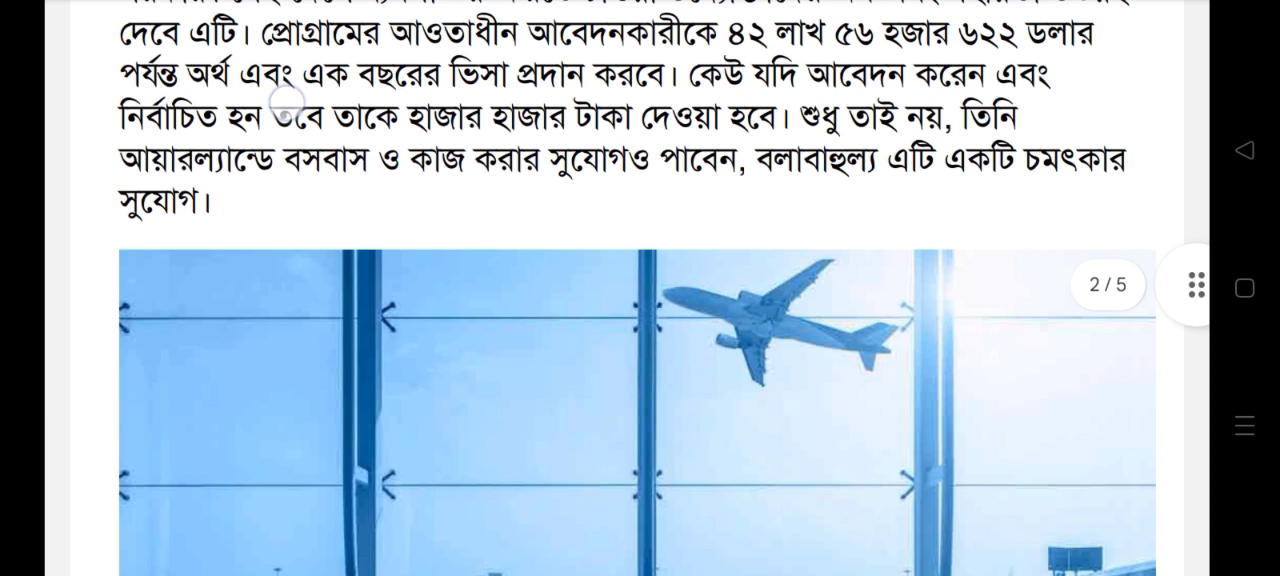 দেবে এটি। প্রোগ্রামের আওতাধীন আবেদনকারীকে ৪২ লাখ ৫৬ হাজার ৬২২ ডলার
পর্যন্ত অর্থ এবং এক বছরের ভিসা প্রদান করবে। কেউ যদি আবেদন করেন এবং
নির্বাচিত হন তবে তাকে হাজার হাজার টাকা দেওয়া হবে। শুধু তাই নয়, তিনি
আয়ারল্যান্ডে বসবাস ও কাজ করার সুযোগও পাবেন, বলাবাহুল্য এটি একটি চমৎকার
সুযোগ।
2 / 5